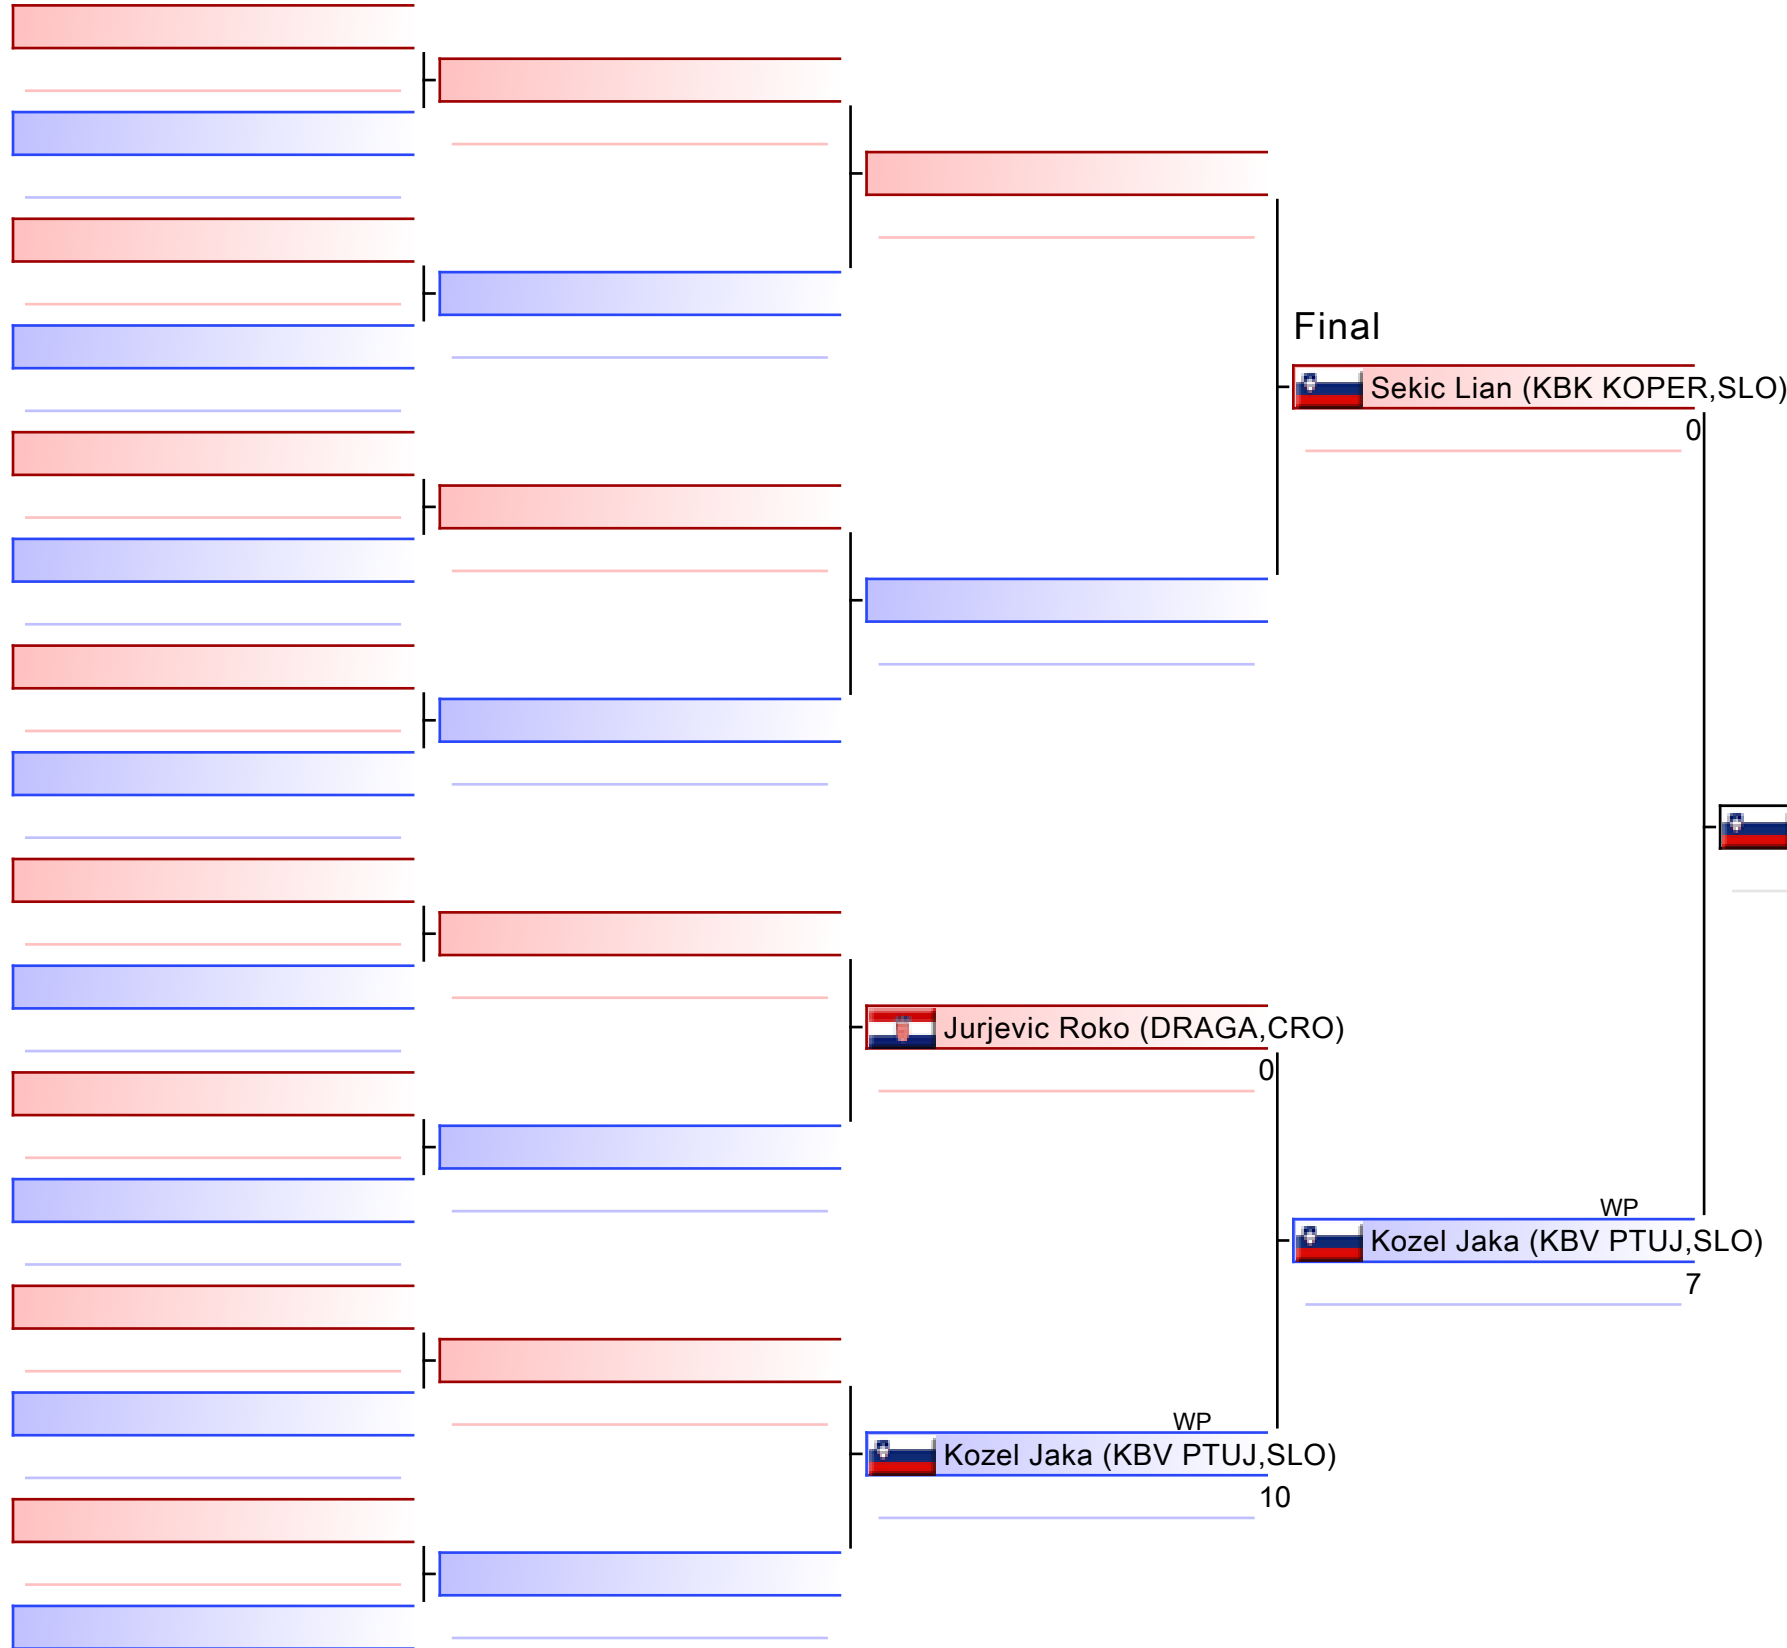 Final
Sekic Lian (KBK KOPER,SLO)
0
Jurjevic Roko (DRAGA,CRO)
0
WP
Kozel Jaka (KBV PTUJ,SLO)
7
WP
Kozel Jaka (KBV PTUJ,SLO)
10